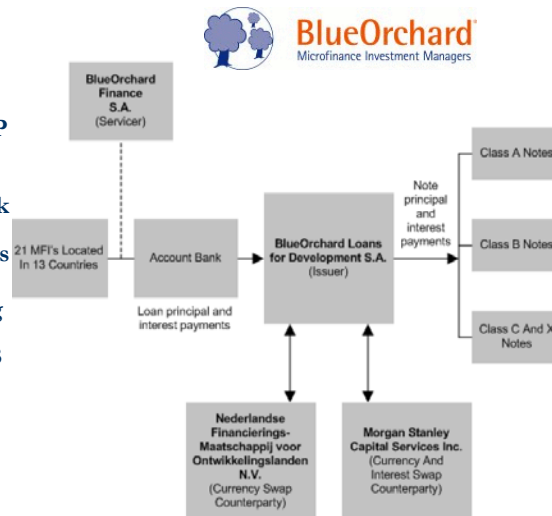 BlueOrchard
Microfinance Investment Managers
BlueOrchard
Finance
S.A.
(Servicer)
21 MFI's Located
In 13 Countries
Account Bank
Loan principal and
interest payments
BlueOrchard Loans
for Development S.A.
(Issuer)
Note
principal
and
interest
payments
Class A Notes
Class B Notes
Class C And X
Notes
Nederlandse
Financierings-
Maatschappij voor
Ontwikkelingslanden
N.V.
(Currency Swap
Counterparty)
Morgan Stanley
Capital Services Inc.
(Currency And
Interest Swap
Counterparty)